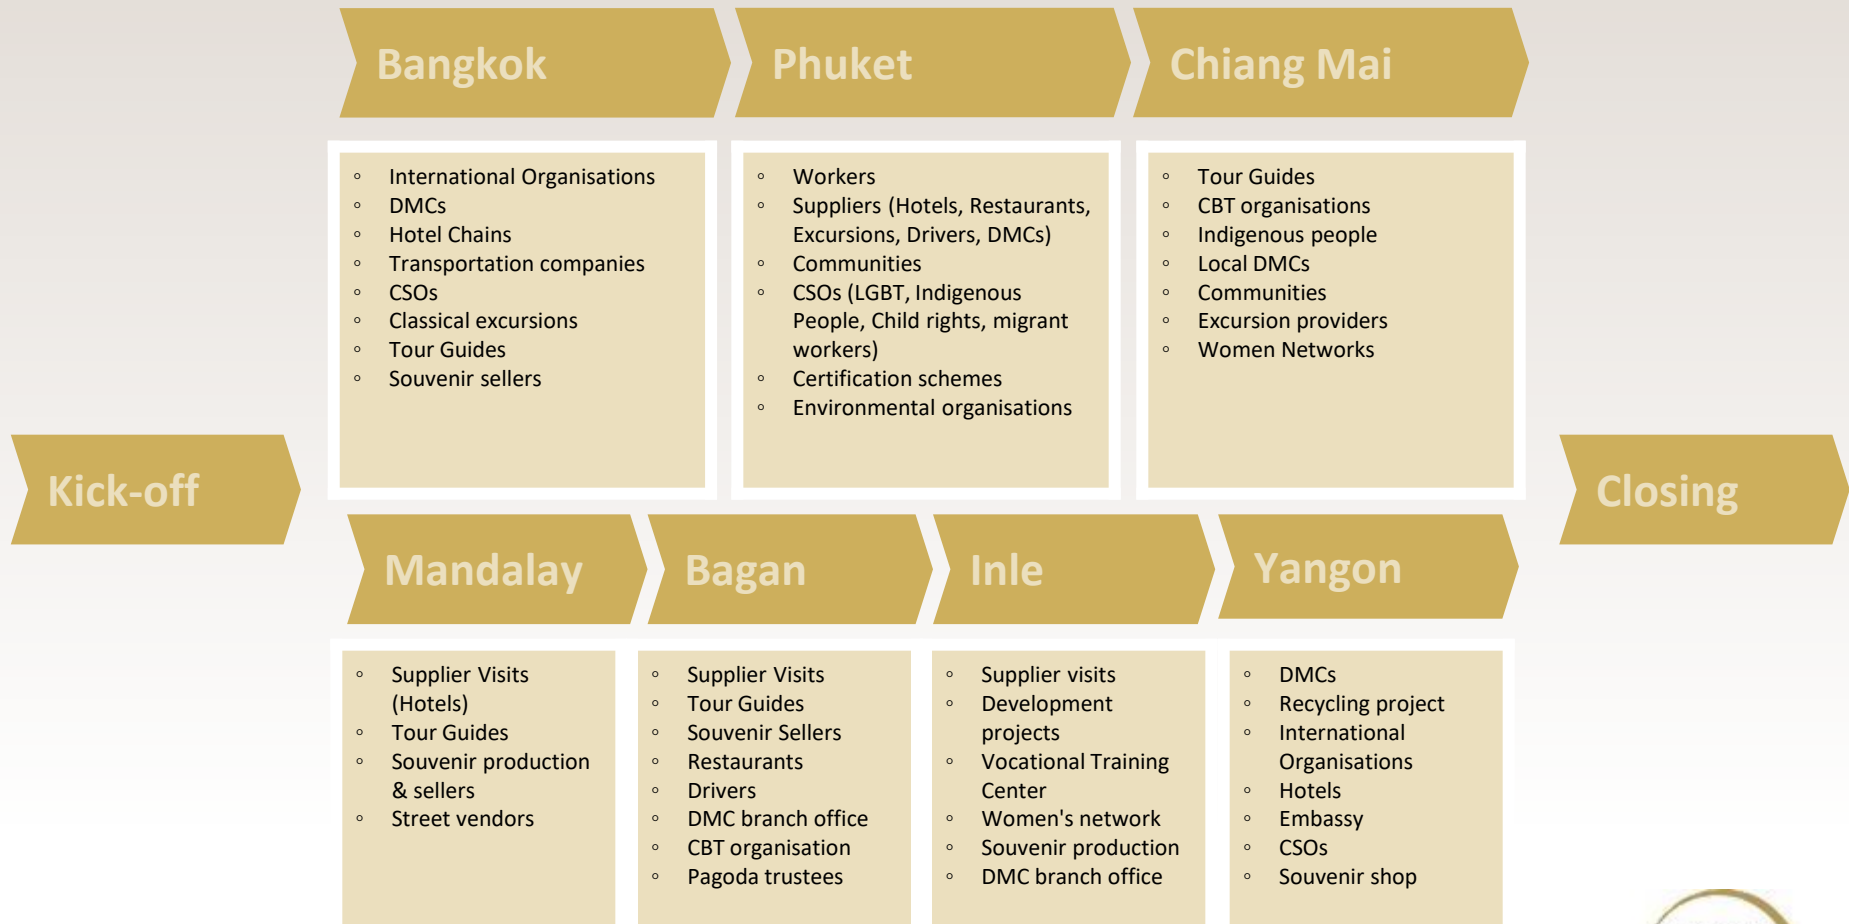 Bangkok
Phuket
Chiang Mai
◦ International Organisations
◦ DMCs
◦ Hotel Chains
◦ Transportation companies
◦ CSOs
◦ Classical excursions
◦ Tour Guides
◦ Souvenir sellers
◦ Workers
◦ Suppliers (Hotels, Restaurants,
Excursions, Drivers, DMCs)
◦ Communities
◦ CSOs (LGBT, Indigenous
People, Child rights, migrant
workers)
◦ Certification schemes
◦ Environmental organisations
◦ Tour Guides
◦ CBT organisations
◦ Indigenous people
◦ Local DMCs
◦ Communities
◦ Excursion providers
◦ Women Networks
Kick-off
Closing
Mandalay
Bagan
Inle
Yangon
◦ Supplier Visits
(Hotels)
◦ Tour Guides
◦ Souvenir production
& sellers
◦ Street vendors
◦ Supplier Visits
◦ Tour Guides
◦ Souvenir Sellers
◦ Restaurants
◦ Drivers
◦ DMC branch office
◦ CBT organisation
◦ Pagoda trustees
◦ Supplier visits
◦ Development
projects
◦ Vocational Training
Center
◦ Women's network
◦ Souvenir production
◦ DMC branch office
◦ DMCs
◦ Recycling project
◦ International
Organisations
◦ Hotels
◦ Embassy
◦ CSOs
◦ Souvenir shop